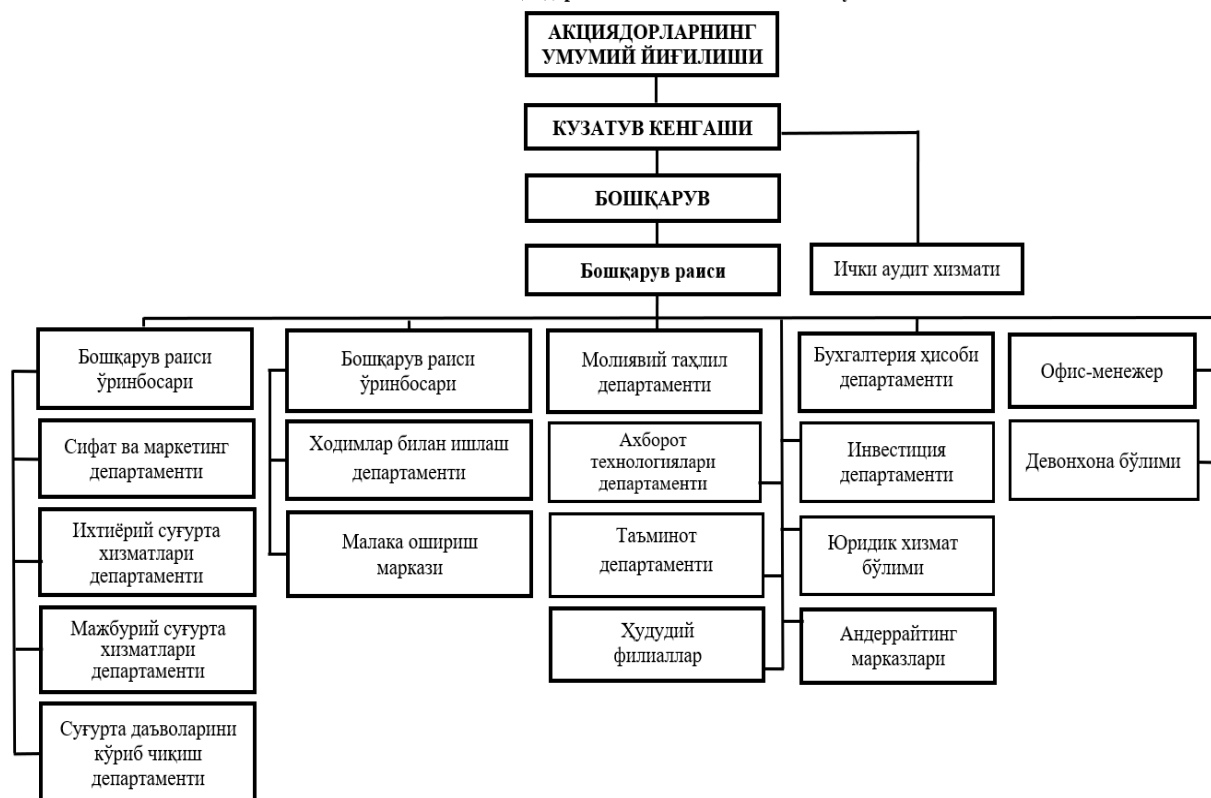 АКЦИЯДОРЛАРНИНГ
УМУМИЙ ЙИҒИЛИШИ
КУЗАТУВ КЕНГАШИ
БОШҚАРУВ
Бошқарув раиси
Ички аудит хизмати
Бошқарув раиси
ўринбосари
Бошқарув раиси
ўринбосари
Молиявий таҳлил
департаменти
Бухгалтерия ҳисоби
департаменти
Офис-менежер
Сифат ва маркетинг
департаменти
Ходимлар билан ишлаш
департаменти
Ахборот
технологиялари
департаменти
Инвестиция
департаменти
Девонхона бўлими
Ихтиёрий суғурта
хизматлари
департаменти
Малака ошириш
маркази
Таъминот
департаменти
Юридик хизмат
бўлими
Мажбурий суғурта
хизматлари
департаменти
Ҳудудий
филиаллар
Андеррайтинг
марказлари
Суғурта даъволарини
кўриб чиқиш
департаменти